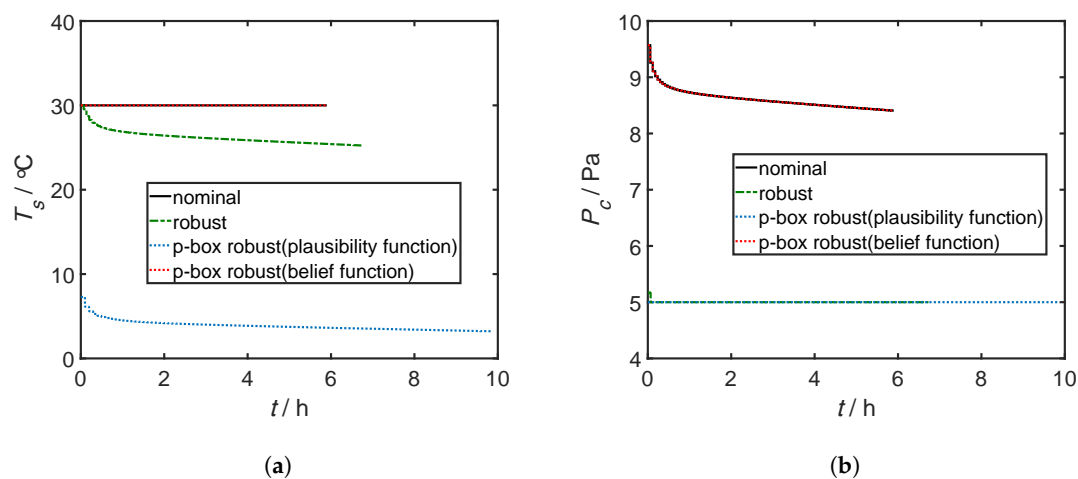 40
30
20
10
0
T_s / °C
nominal
robust
p-box robust(plausibility function)
p-box robust(belief function)
0 2 4 6 8 10
t / h
(a)
10
9
8
7
6
5
4
P_c / Pa
nominal
robust
p-box robust(plausibility function)
p-box robust(belief function)
0 2 4 6 8 10
t / h
(b)